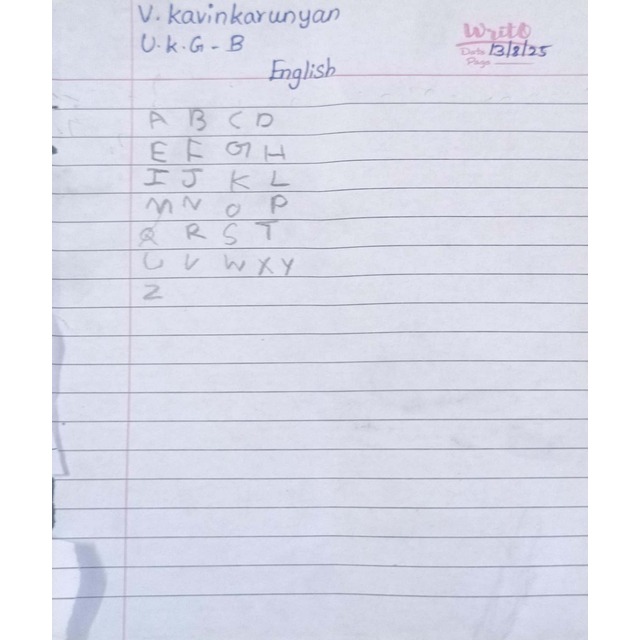 V. kavinkarunyan
U.k.G - B
Write
Date 13/8/25
Page
English
A B C D
E F G H
I J K L
M N O P
Q R S T
U V W X Y
Z